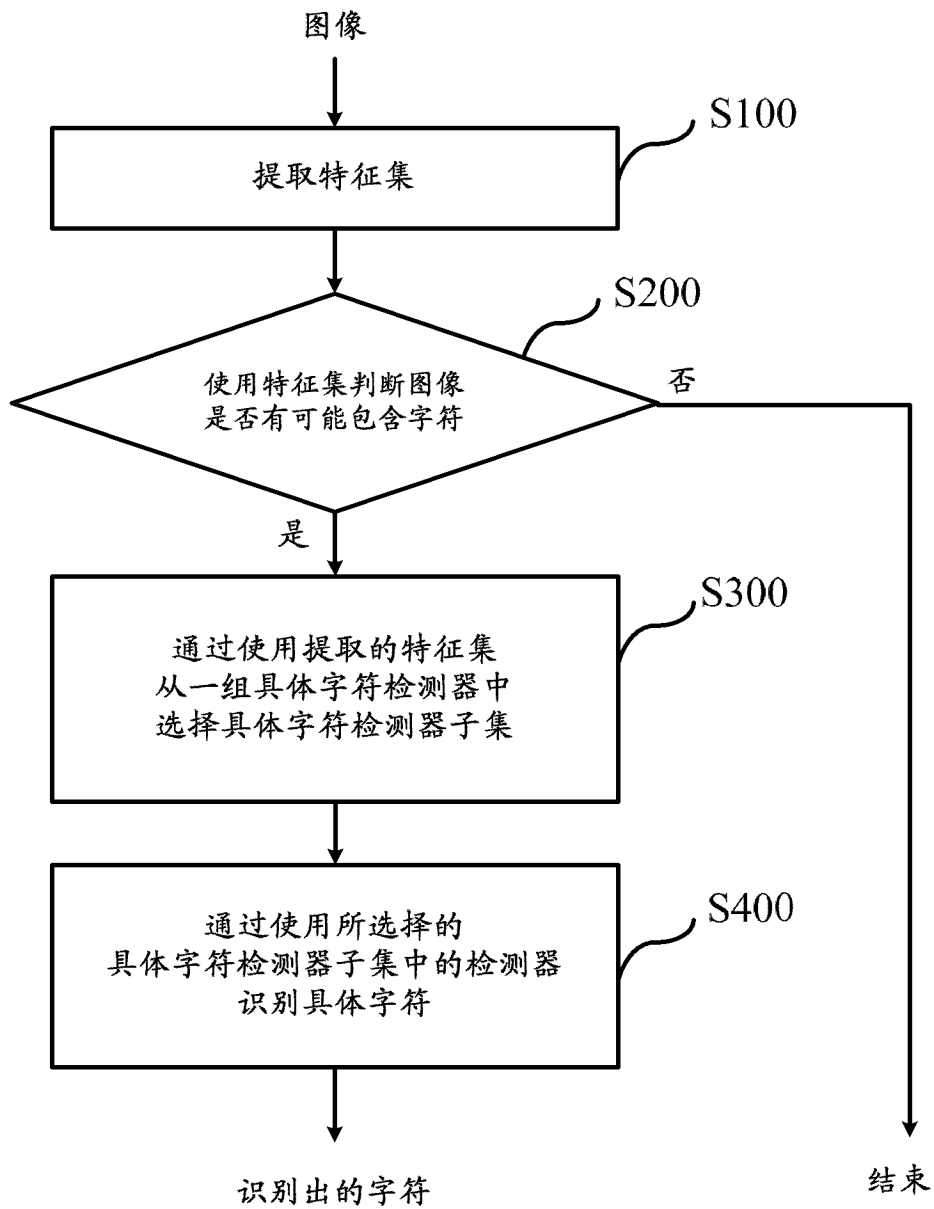 图像
S100
提取特征集
S200
使用特征集判断图像
是否有可能包含字符
否
是
S300
通过使用提取的特征集
从一组具体字符检测器中
选择具体字符检测器子集
S400
通过使用所选择的
具体字符检测器子集中的检测器
识别具体字符
识别出的字符
结束